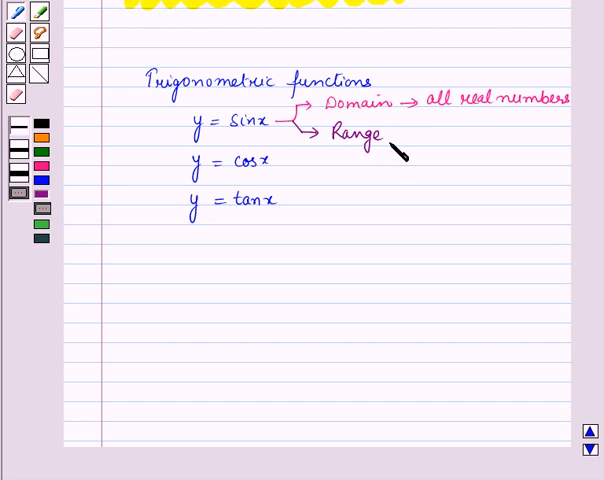 Trigonometric functions
Domain → all real numbers
y = sinx
Range
y = cosx
y = tanx